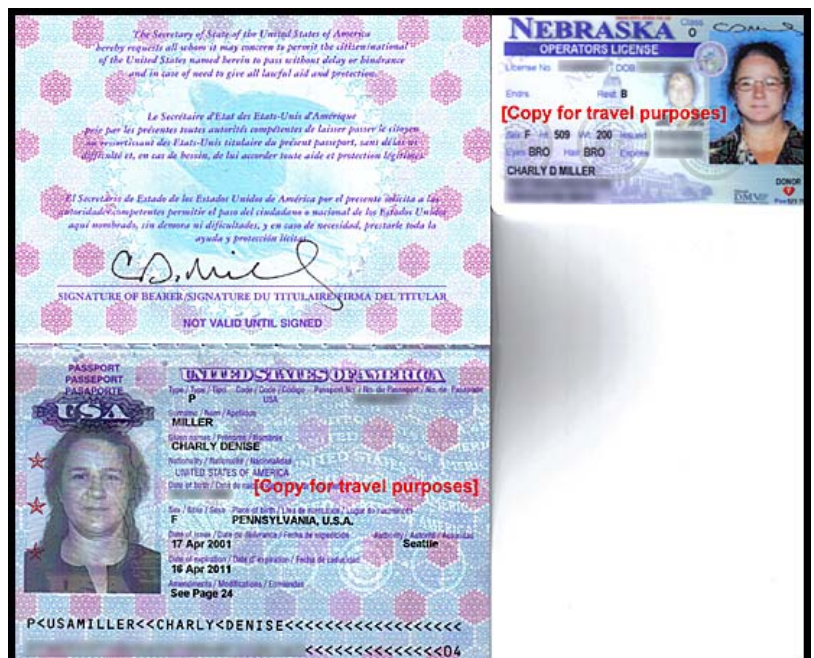 The Secretary of State of the United States of America
hereby requests all whom it may concern to permit the citizen/national
of the United States named herein to pass without delay or hindrance
and in case of need to give all lawful aid and protection.
Le Secrétaire d'Etat des Etats-Unis d'Amérique
prie par les présentes toutes autorités compétentes de laisser passer le citoyen
ou ressortissant des Etats-Unis titulaire du présent passeport, sans délai ni
difficulté et, en cas de besoin, de lui accorder toute aide et protection légitimes.
El Secretario de Estado de los Estados Unidos de América por el presente solicita a las
autoridades competentes permitir el paso del ciudadano o nacional de los Estados Unidos
aquí nombrado, sin demora ni dificultades, y en caso de necesidad, prestarle toda la
ayuda y protección lícitas.
SIGNATURE OF BEARER/SIGNATURE DU TITULAIRE/FIRMA DEL TITULAR
NOT VALID UNTIL SIGNED
PASSPORT
PASSEPORT
PASAPORTE
USA
UNITED STATES OF AMERICA
Type / Type / Tipo Code / Code / Código Passport No. / No. de Passeport / No. de Pasaporte
P USA
Surname / Nom / Apellidos
MILLER
Given names / Prénoms / Nombres
CHARLY DENISE
Nationality / Nationalité / Nacionalidad
UNITED STATES OF AMERICA
Date of birth / Date de
[Copy for travel purposes]
Sex / Sexe / Sexo Place of birth / Lieu de naissance / Lugar de nacimiento
F PENNSYLVANIA, U.S.A.
Date of issue / Date de délivrance / Fecha de expedición Authority / Autorité / Autoridad
17 Apr 2001 Seattle
Date of expiration / Date d'expiration / Fecha de caducidad
16 Apr 2011
Amendments / Modifications / Enmiendas
See Page 24
P<USAMILLER<<CHARLY<DENISE<<<<<<<<<<<<<<<<<<
<<<<<<<<<<<<<<04
NEBRASKA Class
O
OPERATORS LICENSE
License No. DOB
Endrs Rest B
[Copy for travel purposes]
Sex F Ht 509 Wt 200 Issued
Eyes BRO Hair BRO Expires
CHARLY D MILLER
DONOR
DMV